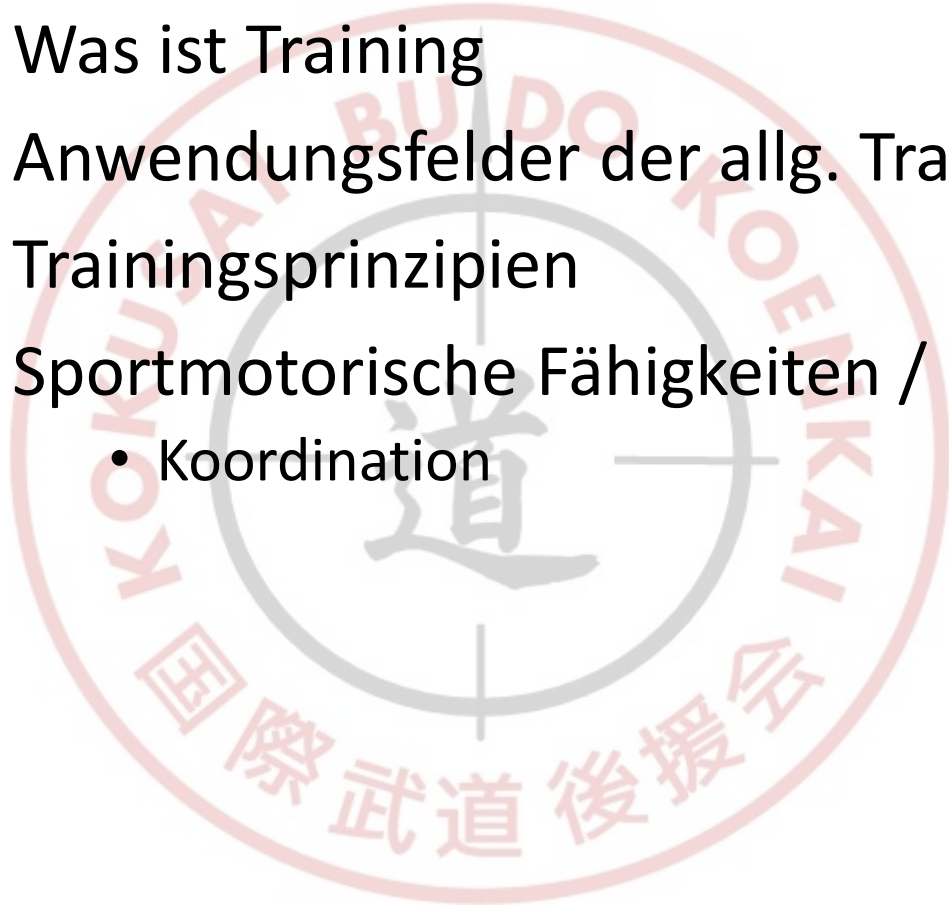 Was ist Training
Anwendungsfelder der allg. Tra
Trainingsprinzipien
Sportmotorische Fähigkeiten /
• Koordination
KOKUSAI BUDO KOENKAI
道
国際武道後援会